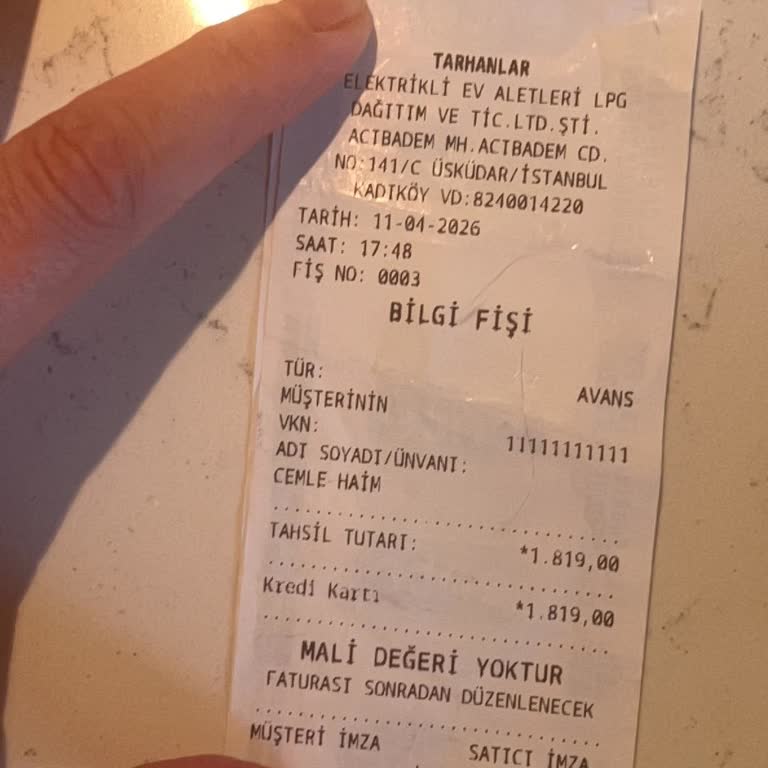 TARHANLAR
ELEKTRİKLİ EV ALETLERİ LPG
DAĞITIM VE TİC.LTD.ŞTİ.
ACIBADEM MH.ACIBADEM CD.
NO:141/C ÜSKÜDAR/İSTANBUL
KADIKÖY VD:8240014220
TARİH: 11-04-2026
SAAT: 17:48
FİŞ NO: 0003
BİLGİ FİŞİ
TÜR: AVANS
MÜŞTERİNİN
VKN: 11111111111
ADI SOYADI/ÜNVANI:
CEMLE HAİM
TAHSİL TUTARI: *1.819,00
Kredi Kartı *1.819,00
MALİ DEĞERİ YOKTUR
FATURASI SONRADAN DÜZENLENECEK
MÜŞTERİ İMZA SATICI İMZA